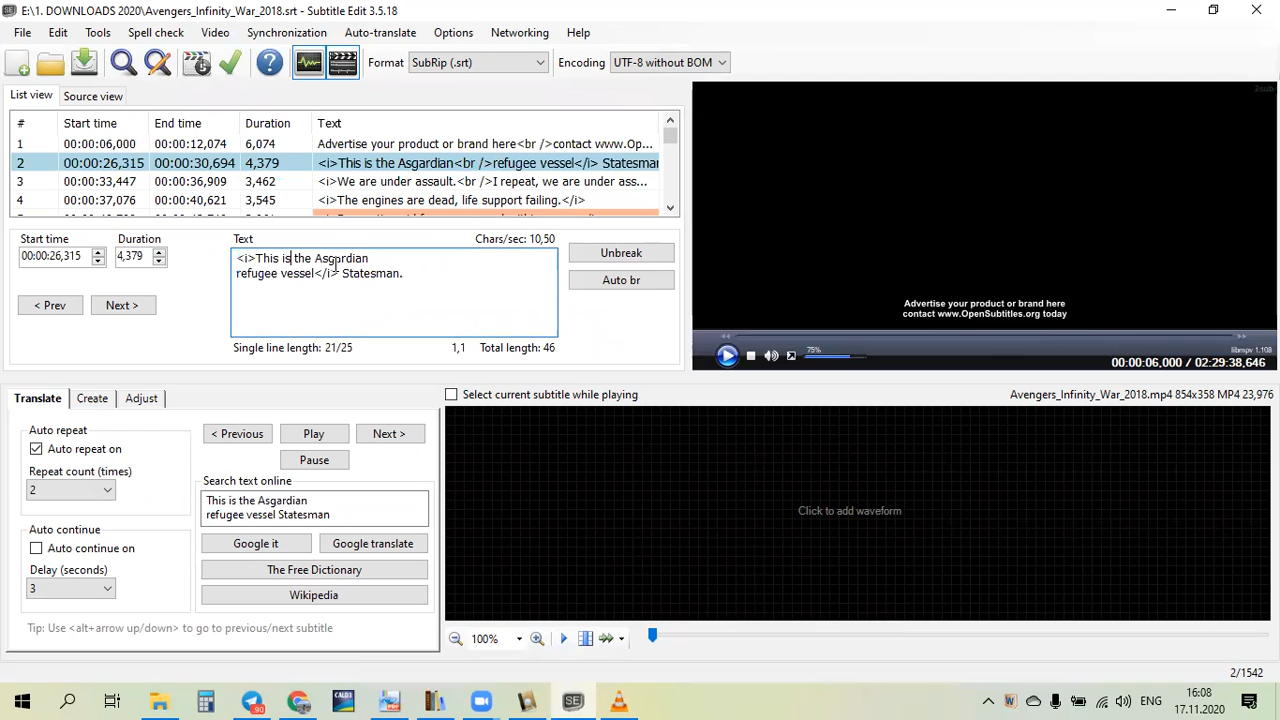 E:\1. DOWNLOADS 2020\Avengers_Infinity_War_2018.srt - Subtitle Edit 3.5.18
File Edit Tools Spell check Video Synchronization Auto-translate Options Networking Help
Format SubRip (.srt) Encoding UTF-8 without BOM
List view Source view
# Start time End time Duration Text
1 00:00:06,000 00:00:12,074 6,074 Advertise your product or brand here<br />contact www.Op...
2 00:00:26,315 00:00:30,694 4,379 <i>This is the Asgardian<br />refugee vessel</i> Statesman
3 00:00:33,447 00:00:36,909 3,462 <i>We are under assault.<br />I repeat, we are under ass...
4 00:00:37,076 00:00:40,621 3,545 <i>The engines are dead, life support failing.</i>
Start time Duration Text Chars/sec: 10,50
00:00:26,315 4,379
<i>This is the Asgardian
refugee vessel</i> Statesman.
Unbreak
Auto br
< Prev Next >
Single line length: 21/25 1,1 Total length: 46
Advertise your product or brand here
contact www.OpenSubtitles.org today
75%
libmpv 1.108
00:00:06,000 / 02:29:38,646
Translate Create Adjust
Select current subtitle while playing Avengers_Infinity_War_2018.mp4 854x358 MP4 23,976
Auto repeat
Auto repeat on
Repeat count (times)
2
Auto continue
Auto continue on
Delay (seconds)
3
< Previous Play Next >
Pause
Search text online
This is the Asgardian
refugee vessel Statesman
Google it Google translate
The Free Dictionary
Wikipedia
Tip: Use <alt+arrow up/down> to go to previous/next subtitle
Click to add waveform
100%
2/1542
90 CALD3 SE ENG 16:08
17.11.2020